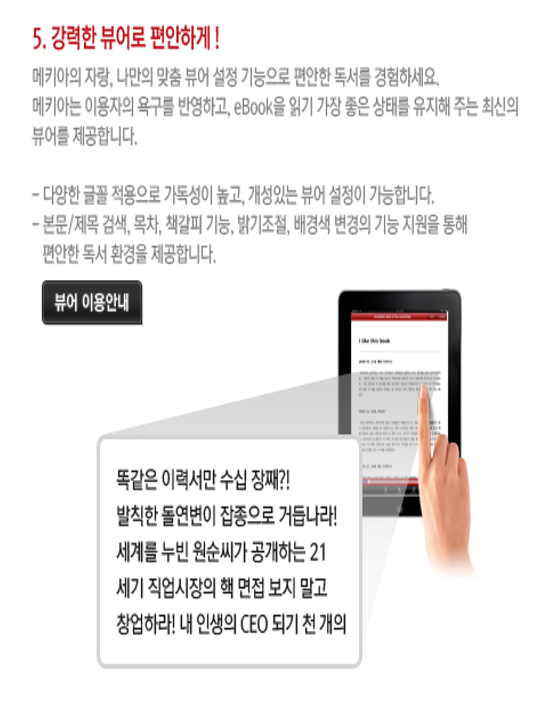 5. 강력한 뷰어로 편안하게 !
메키아의 자랑, 나만의 맞춤 뷰어 설정 기능으로 편안한 독서를 경험하세요.
메키아는 이용자의 욕구를 반영하고, eBook을 읽기 가장 좋은 상태를 유지해 주는 최신의
뷰어를 제공합니다.
- 다양한 글꼴 적용으로 가독성이 높고, 개성있는 뷰어 설정이 가능합니다.
- 본문/제목 검색, 목차, 책갈피 기능, 밝기조절, 배경색 변경의 기능 지원을 통해
편안한 독서 환경을 제공합니다.
뷰어 이용안내
I like this book
똑같은 이력서만 수십 장째?!
발칙한 돌연변이 잡종으로 거듭나라!
세계를 누빈 원순씨가 공개하는 21
세기 직업시장의 핵 면접 보지 말고
창업하라! 내 인생의 CEO 되기 천 개의